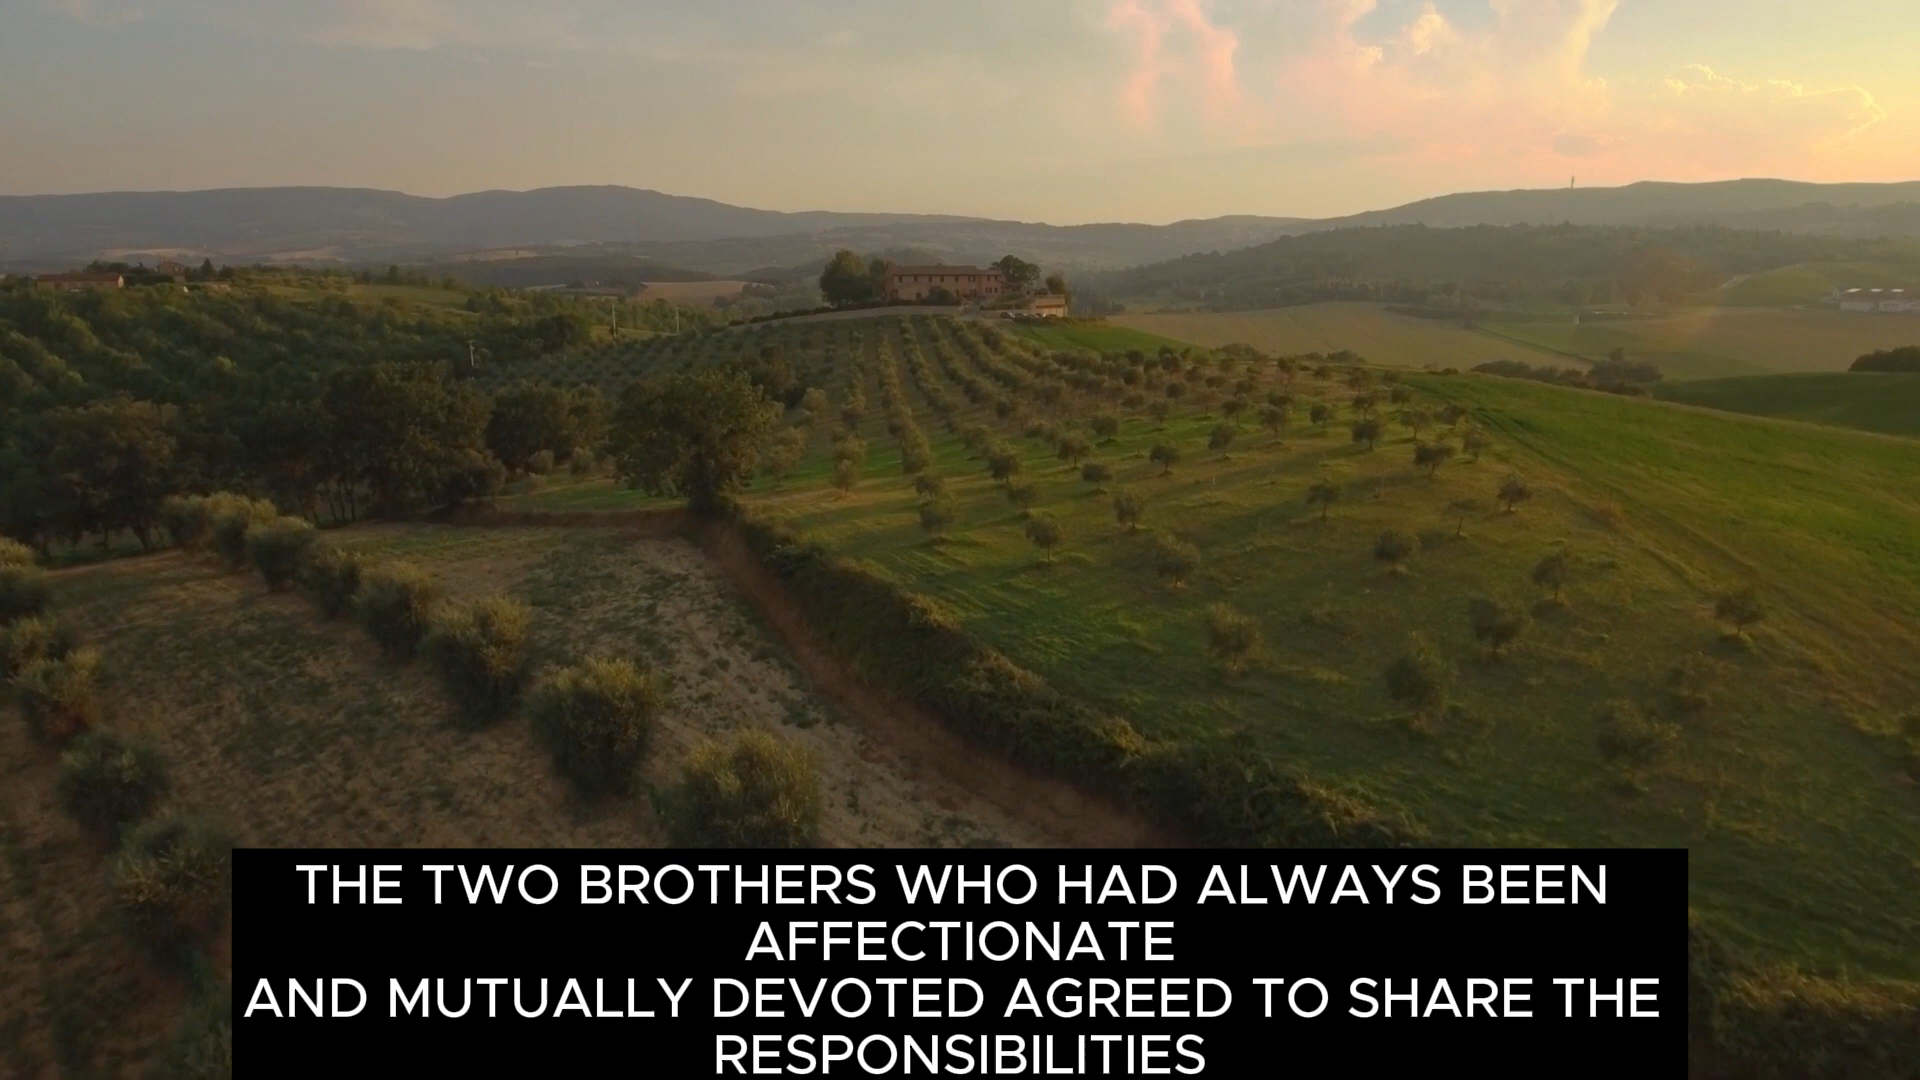 THE TWO BROTHERS WHO HAD ALWAYS BEEN
AFFECTIONATE
AND MUTUALLY DEVOTED AGREED TO SHARE THE
RESPONSIBILITIES